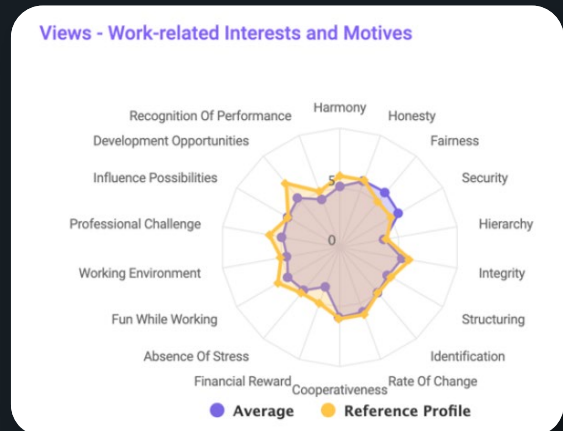 Views - Work-related Interests and Motives
Harmony
Recognition Of Performance
Honesty
Development Opportunities
Fairness
Influence Possibilities
Security
5
Professional Challenge
Hierarchy
0
Working Environment
Integrity
Fun While Working
Structuring
Absence Of Stress
Identification
Financial Reward
Cooperativeness
Rate Of Change
Average
Reference Profile